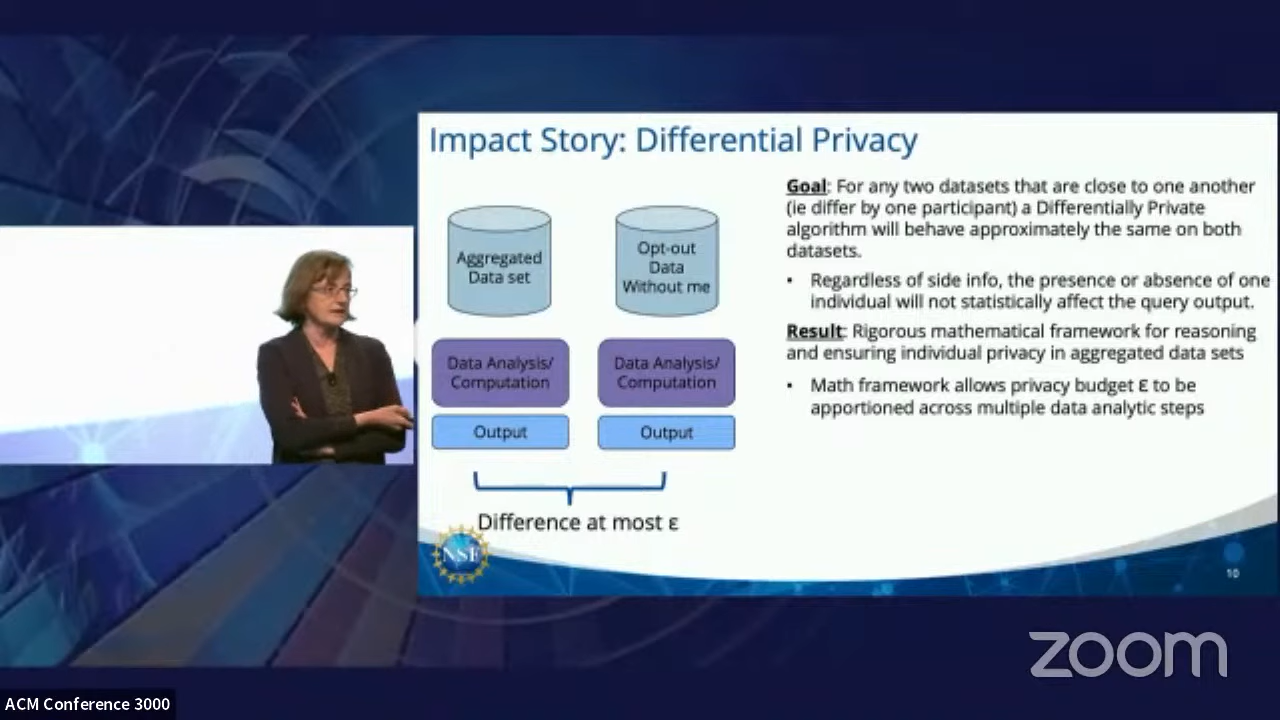 Impact Story: Differential Privacy
Aggregated
Data set
Opt-out
Data
Without me
Data Analysis/
Computation
Data Analysis/
Computation
Output
Output
Difference at most ε
NSF
Goal: For any two datasets that are close to one another
(ie differ by one participant) a Differentially Private
algorithm will behave approximately the same on both
datasets.
• Regardless of side info, the presence or absence of one
individual will not statistically affect the query output.
Result: Rigorous mathematical framework for reasoning
and ensuring individual privacy in aggregated data sets
• Math framework allows privacy budget Ɛ to be
apportioned across multiple data analytic steps
10
zoom
ACM Conference 3000